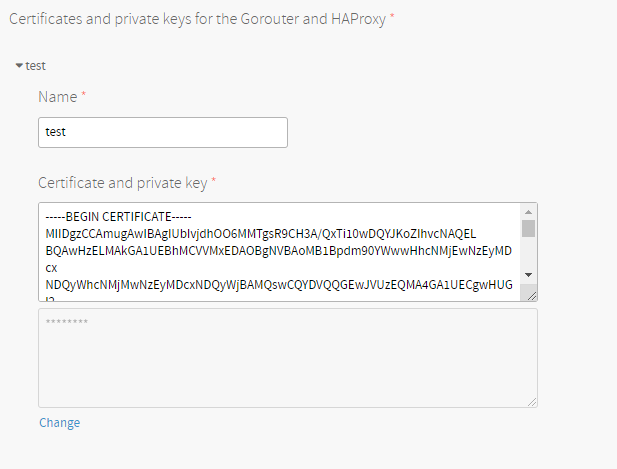 Certificates and private keys for the Gorouter and HAProxy *
test
Name *
test
Certificate and private key *
-----BEGIN CERTIFICATE-----
MIIDgzCCAmugAwIBAgIUbIvjdhOO6MMTgsR9CH3A/QxTi10wDQYJKoZIhvcNAQEL
BQAwHzELMAkGA1UEBhMCVVMxEDAOBgNVBAoMB1Bpdm90YWwwHhcNMjEwNzEyMD
cx
NDQyWhcNMjMwNzEyMDcxNDQyWjBAMQswCQYDVQQGEwJVUzEQMA4GA1UECgwHUG
********
Change